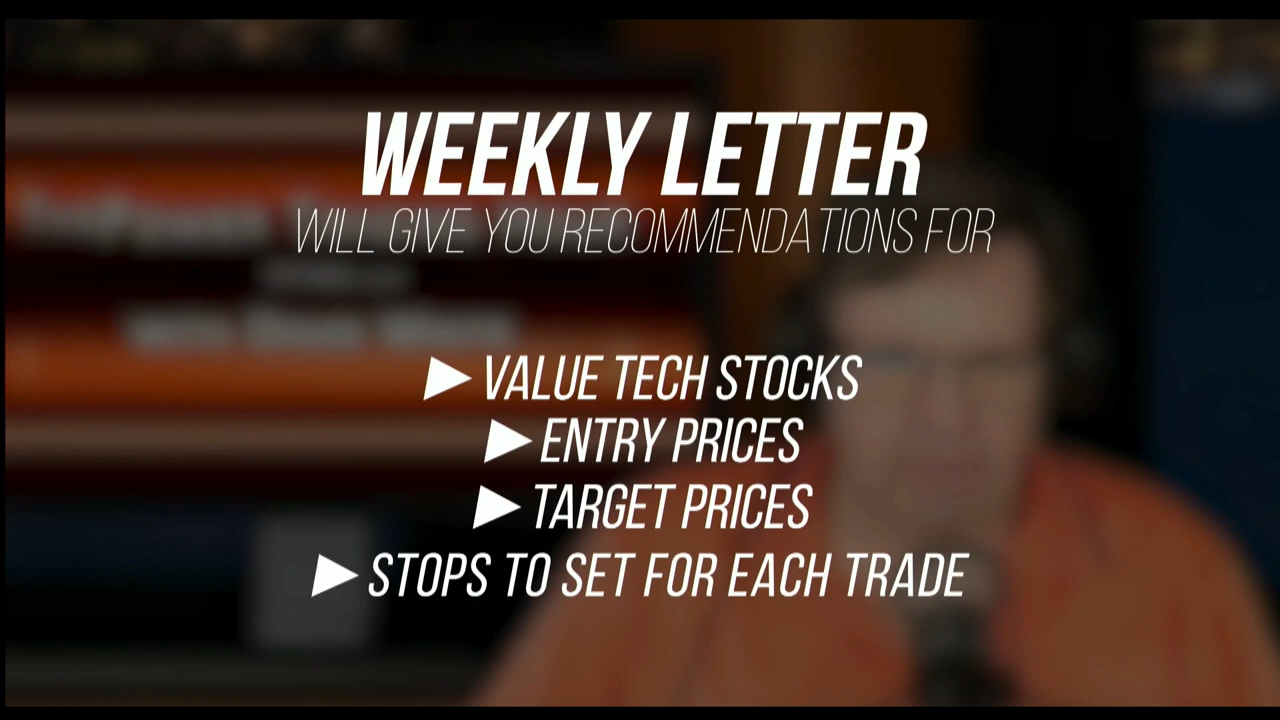 WEEKLY LETTER
WILL GIVE YOU RECOMMENDATIONS FOR
▶ VALUE TECH STOCKS
▶ ENTRY PRICES
▶ TARGET PRICES
▶ STOPS TO SET FOR EACH TRADE